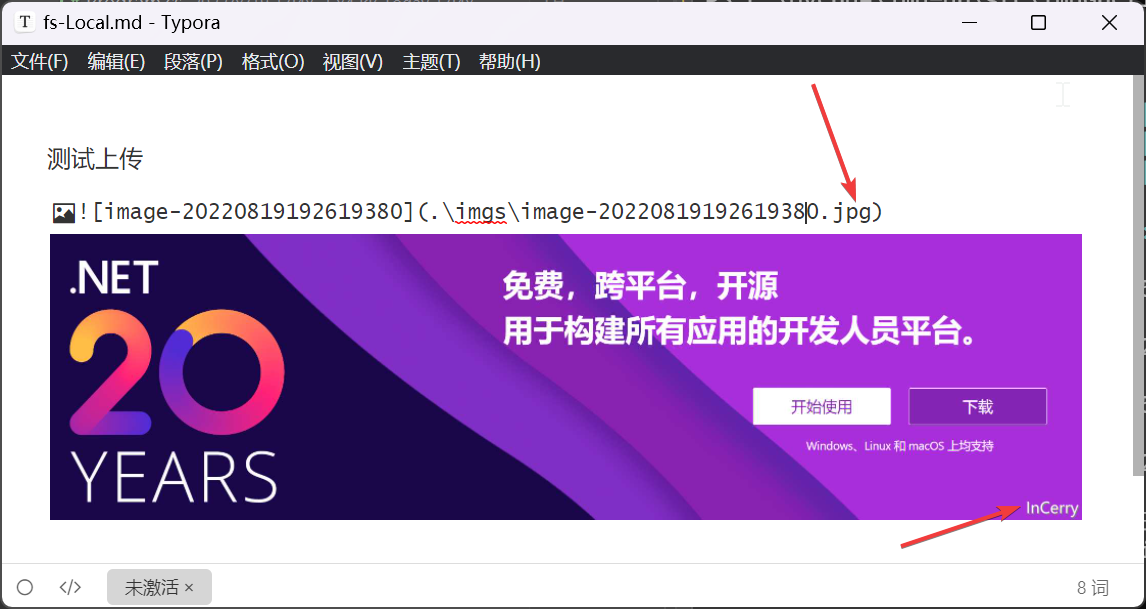 T fs-Local.md - Typora
文件(F) 编辑(E) 段落(P) 格式(O) 视图(V) 主题(T) 帮助(H)
测试上传
![image-20220819192619380](.\imgs\image-20220819192619380.jpg)
.NET
20
YEARS
免费，跨平台，开源
用于构建所有应用的开发人员平台。
开始使用 下载
Windows、Linux 和 macOS 上均支持
InCerry
</> 未激活 × 8 词